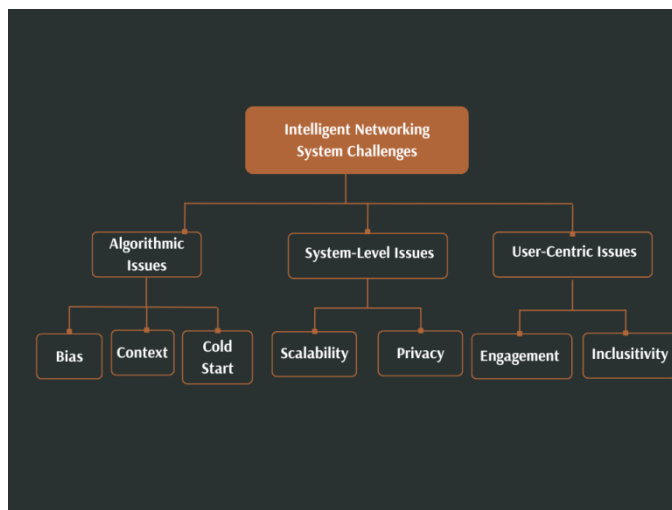 Intelligent Networking
System Challenges
Algorithmic
Issues
System-Level Issues
User-Centric Issues
Bias
Context
Cold
Start
Scalability
Privacy
Engagement
Inclusitivity